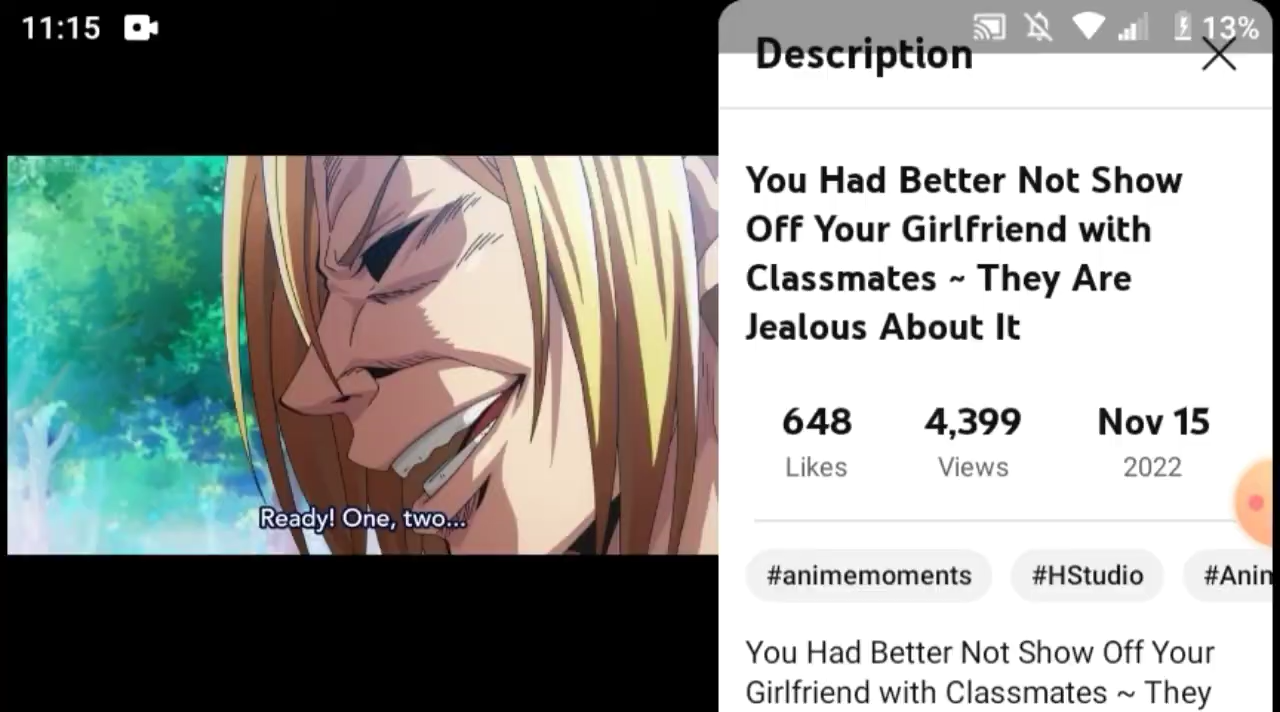 11:15
13%
Description
You Had Better Not Show
Off Your Girlfriend with
Classmates ~ They Are
Jealous About It
648 4,399 Nov 15
Likes Views 2022
Ready! One, two...
#animemoments #HStudio #Anim
You Had Better Not Show Off Your
Girlfriend with Classmates ~ They